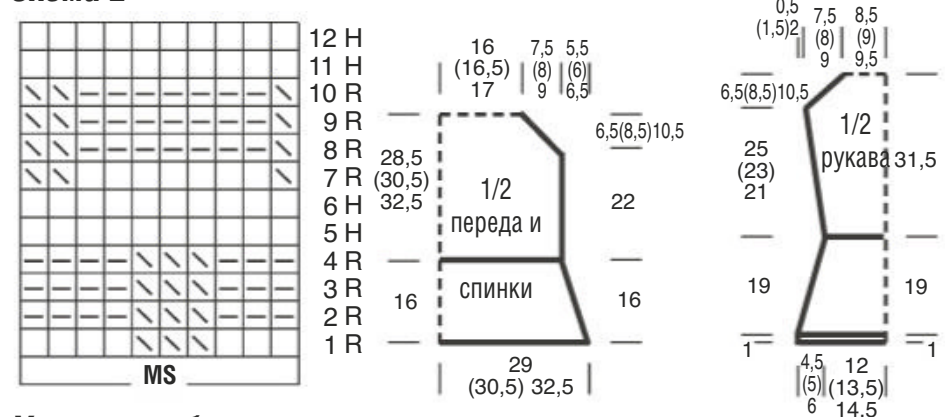 12 H
11 H
10 R
9 R
8 R
7 R
6 H
5 H
4 R
3 R
2 R
1 R
MS
16
(16,5)
17
7,5
(8)
9
5,5
(6)
6,5
6,5(8,5)10,5
28,5
(30,5)
32,5
1/2
переда и
спинки
22
16
16
29
(30,5) 32,5
0,5
(1,5)2
7,5
(8)
9
8,5
(9)
9,5
6,5(8,5)10,5
1/2
рукава
31,5
25
(23)
21
19
19
1
1
4,5
(5)
6
12
(13,5)
14,5